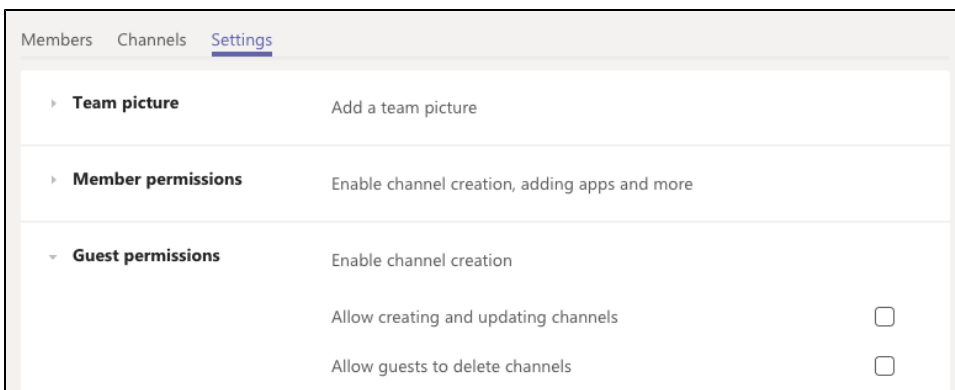 Members Channels Settings
Team picture Add a team picture
Member permissions Enable channel creation, adding apps and more
Guest permissions Enable channel creation
Allow creating and updating channels
Allow guests to delete channels